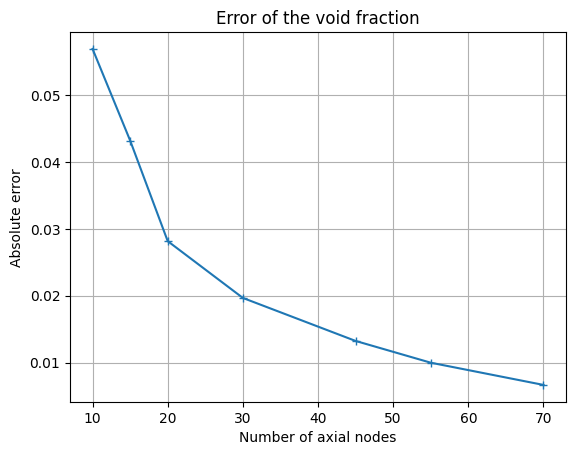 Error of the void fraction
0.05
0.04
0.03
0.02
0.01
Absolute error
10 20 30 40 50 60 70
Number of axial nodes